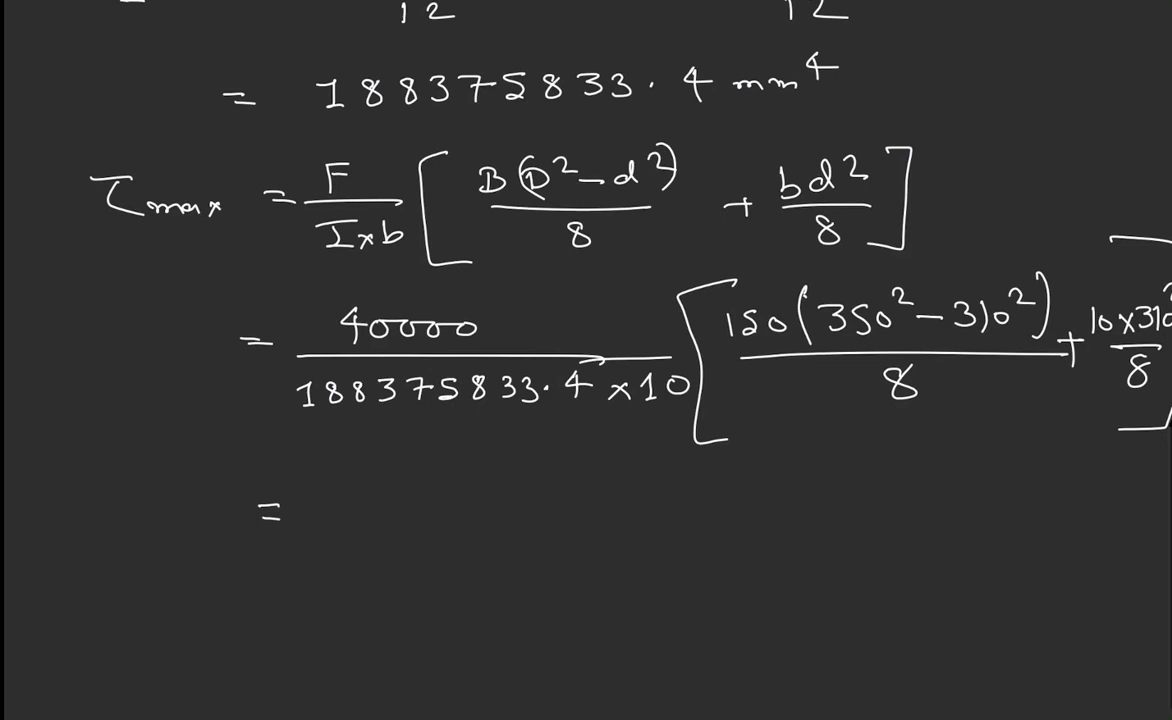 = 12 12
= 188375833.4 mm⁴
τmax = F/(I×b) [ B(D²-d²)/8 + bd²/8 ]
= 40000/(188375833.4×10) [ 150(350²-310²)/8 + 10×310²/8 ]
=